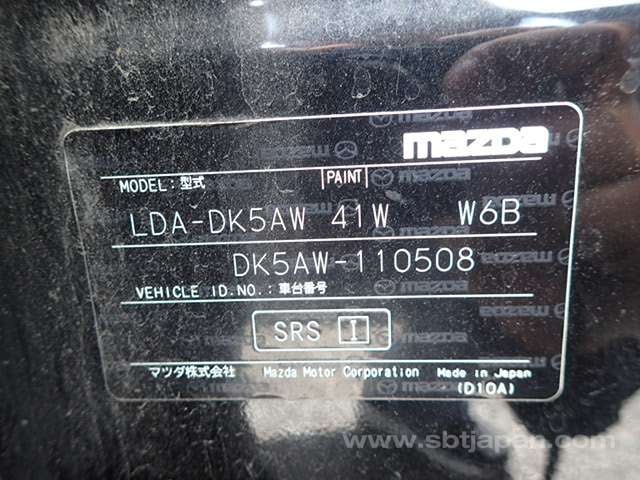 mazda
MODEL:型式 PAINT
LDA-DK5AW 41W W6B
DK5AW-110508
VEHICLE ID.NO.:車台番号
SRS I
マツダ株式会社 Mazda Motor Corporation Made in Japan
(D10A)
www.sbtjapan.com